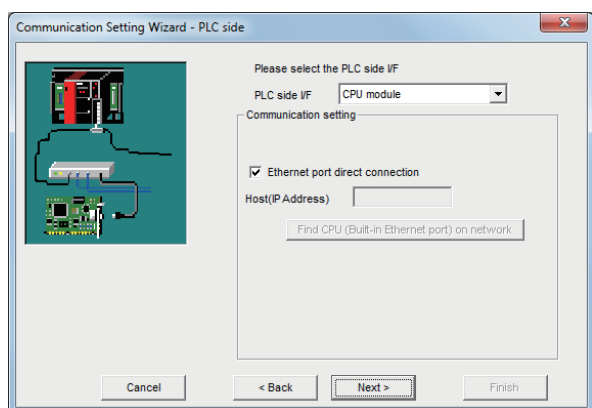 Communication Setting Wizard - PLC side
Please select the PLC side I/F
PLC side I/F CPU module
Communication setting
Ethernet port direct connection
Host(IP Address)
Find CPU (Built-in Ethernet port) on network
Cancel < Back Next > Finish